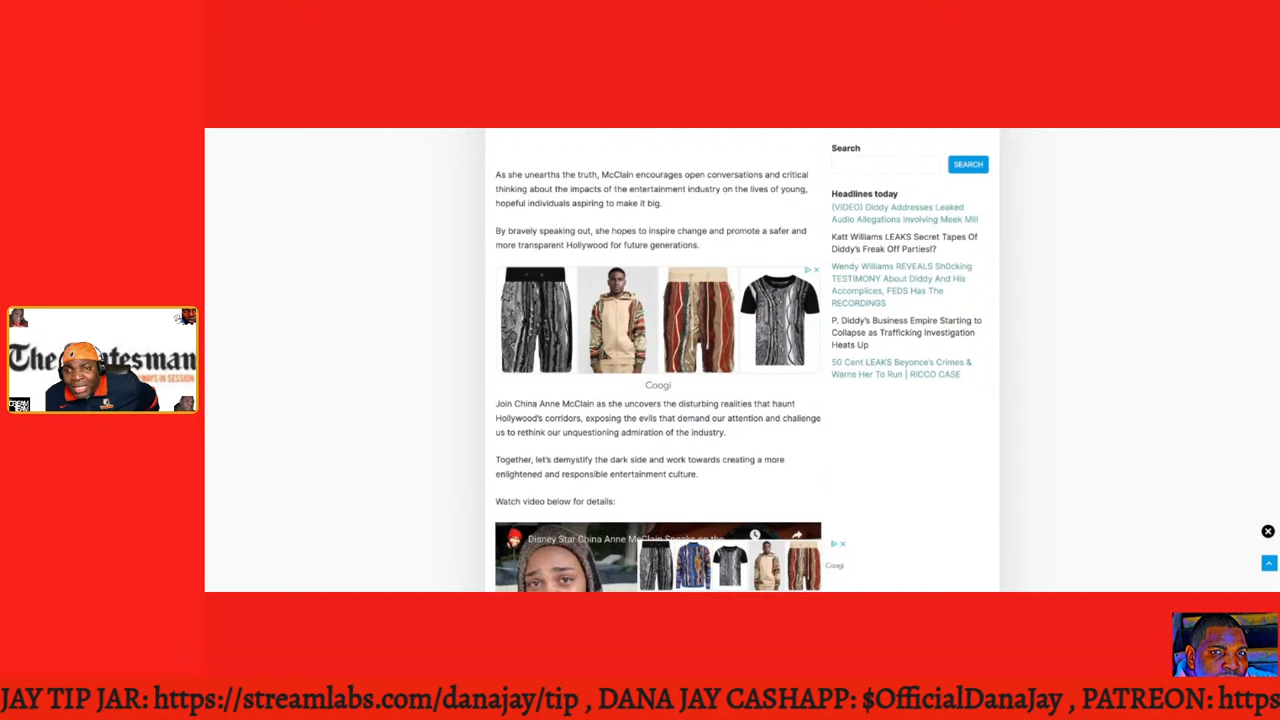 Search
SEARCH
As she unearths the truth, McClain encourages open conversations and critical
thinking about the impacts of the entertainment industry on the lives of young,
hopeful individuals aspiring to make it big.
By bravely speaking out, she hopes to inspire change and promote a safer and
more transparent Hollywood for future generations.
Headlines today
(VIDEO) Diddy Addresses Leaked
Audio Allegations Involving Meek Mill
Katt Williams LEAKS Secret Tapes Of
Diddy's Freak Off Parties!?
Wendy Williams REVEALS Sh0cking
TESTIMONY About Diddy And His
Accomplices, FEDS Has The
RECORDINGS
P. Diddy's Business Empire Starting to
Collapse as Trafficking Investigation
Heats Up
50 Cent LEAKS Beyonce's Crimes &
Warns Her To Run | RICCO CASE
Coogi
Join China Anne McClain as she uncovers the disturbing realities that haunt
Hollywood's corridors, exposing the evils that demand our attention and challenge
us to rethink our unquestioning admiration of the industry.
Together, let's demystify the dark side and work towards creating a more
enlightened and responsible entertainment culture.
Watch video below for details:
Disney Star China Anne McClain Speaks on the
Coogi
WAYS IN SESSION
JAY TIP JAR: https://streamlabs.com/danajay/tip , DANA JAY CASHAPP: $OfficialDanaJay , PATREON: https